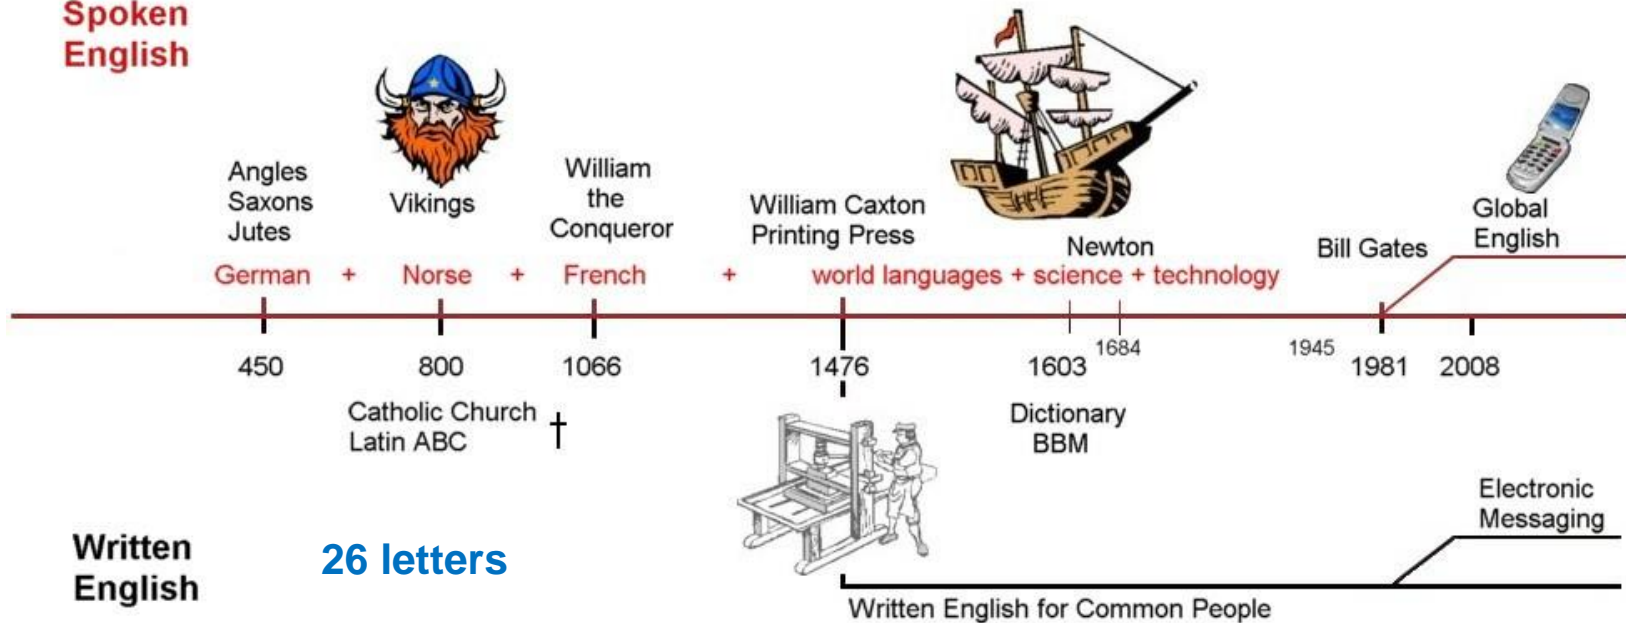 Spoken
English
Angles
Saxons
Jutes
Vikings
William
the
Conqueror
William Caxton
Printing Press
Newton
Bill Gates
Global
English
German + Norse + French + world languages + science + technology
450 800 1066 1476 1603 1684 1945 1981 2008
Catholic Church
Latin ABC
Dictionary
BBM
Electronic
Messaging
Written
English
26 letters
Written English for Common People